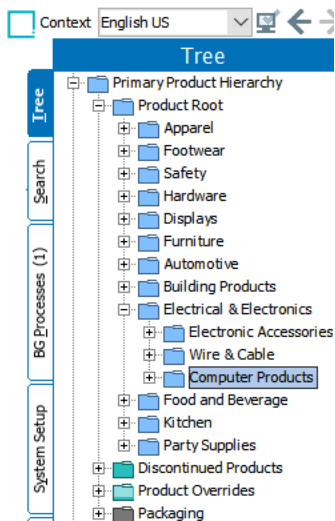 Context English US
Tree
Tree
Search
BG Processes (1)
System Setup
Primary Product Hierarchy
Product Root
Apparel
Footwear
Safety
Hardware
Displays
Furniture
Automotive
Building Products
Electrical & Electronics
Electronic Accessories
Wire & Cable
Computer Products
Food and Beverage
Kitchen
Party Supplies
Discontinued Products
Product Overrides
Packaging